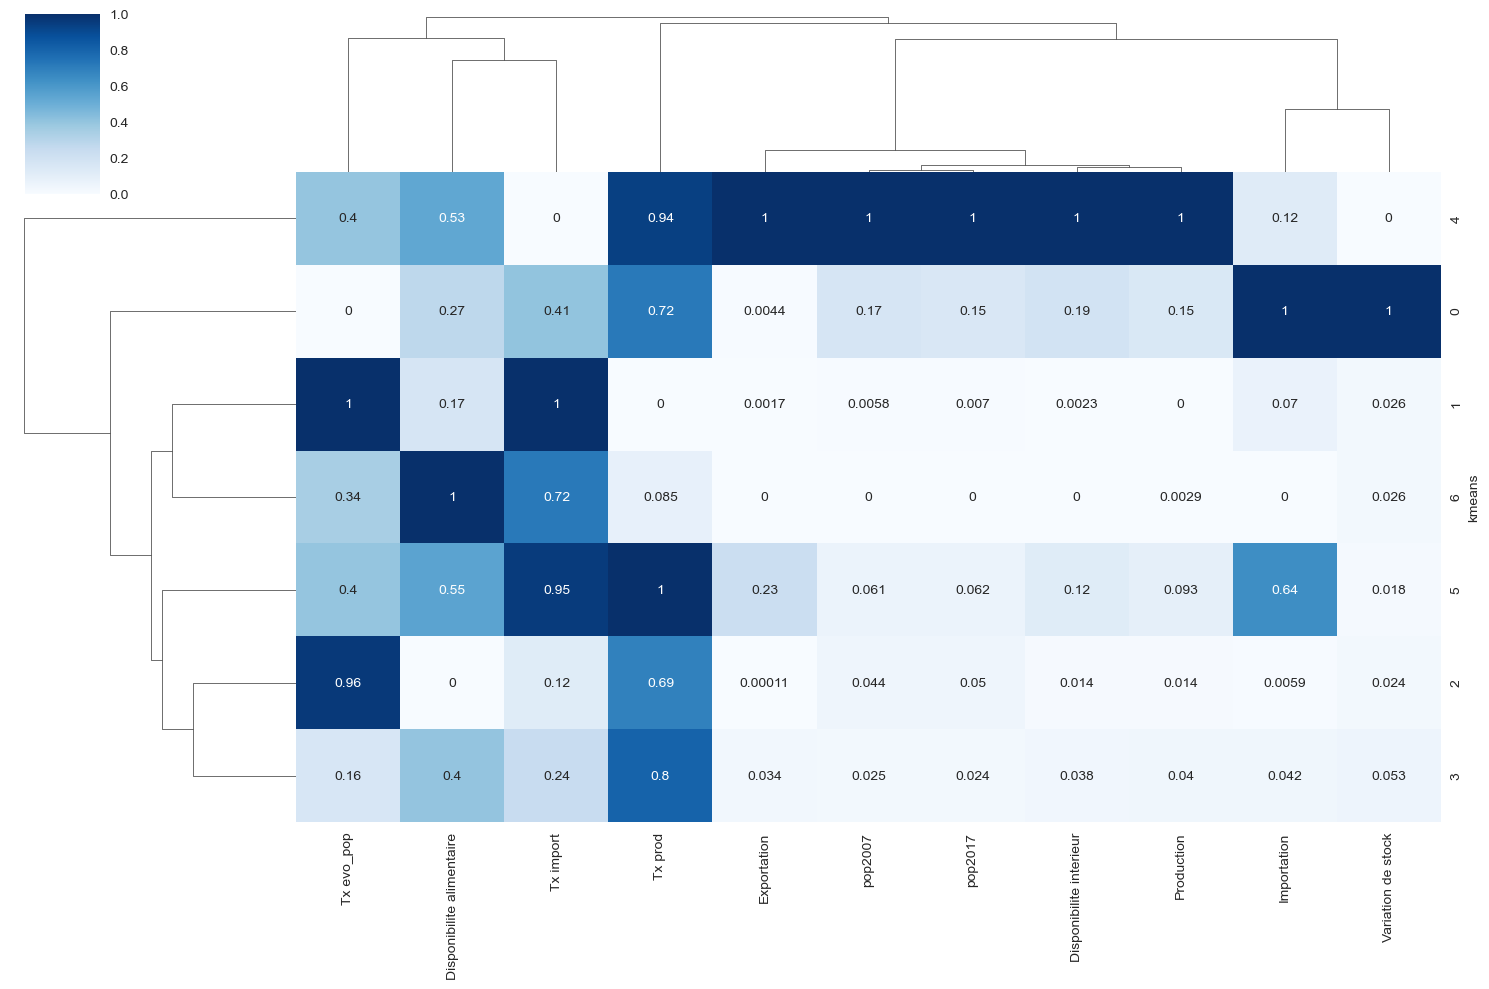 1.0
0.8
0.6
0.4
0.2
0.0
0.4 0.53 0 0.94 1 1 1 1 1 0.12 0 4
0 0.27 0.41 0.72 0.0044 0.17 0.15 0.19 0.15 1 1 0
1 0.17 1 0 0.0017 0.0058 0.007 0.0023 0 0.07 0.026 1
0.34 1 0.72 0.085 0 0 0 0 0.0029 0 0.026 6
kmeans
0.4 0.55 0.95 1 0.23 0.061 0.062 0.12 0.093 0.64 0.018 5
0.96 0 0.12 0.69 0.00011 0.044 0.05 0.014 0.014 0.0059 0.024 2
0.16 0.4 0.24 0.8 0.034 0.025 0.024 0.038 0.04 0.042 0.053 3
Tx evo_pop
Disponibilite alimentaire
Tx import
Tx prod
Exportation
pop2007
pop2017
Disponibilite interieur
Production
Importation
Variation de stock